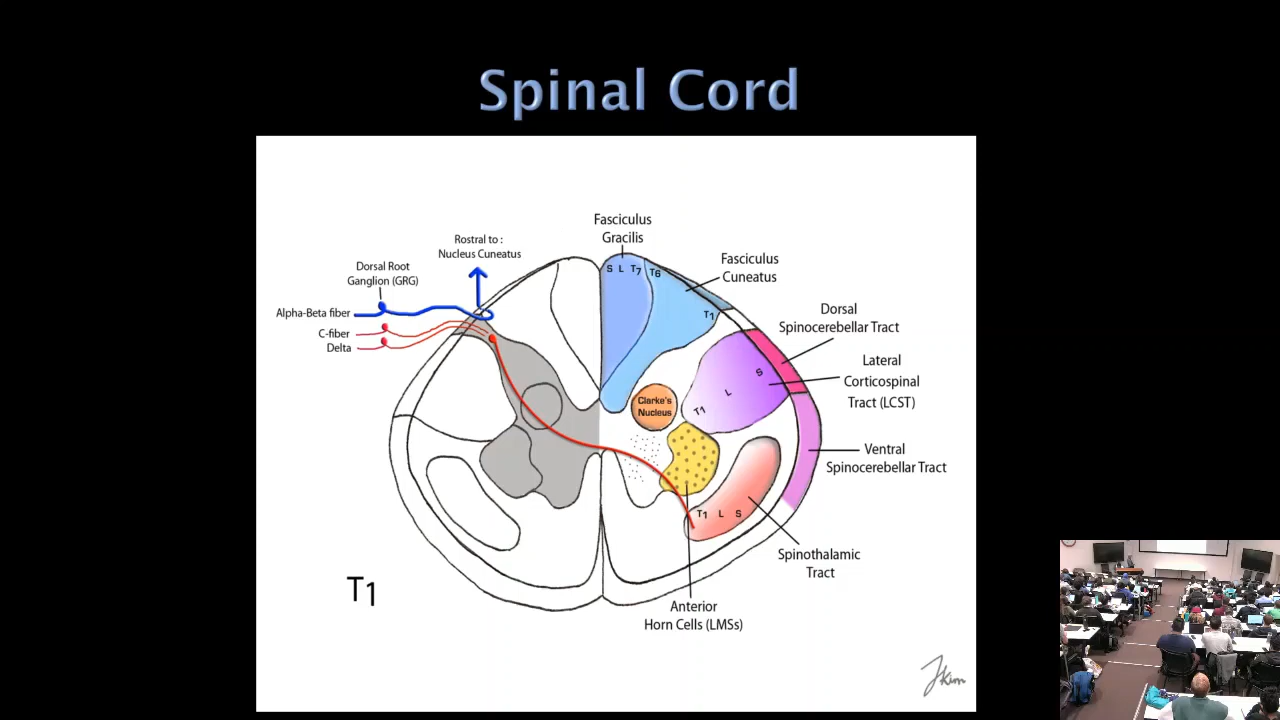 Spinal Cord
Fasciculus
Gracilis
Rostral to :
Nucleus Cuneatus
Dorsal Root
Ganglion (GRG)
Alpha-Beta fiber
C-fiber
Delta
S L T7 T6
Fasciculus
Cuneatus
T1
Dorsal
Spinocerebellar Tract
Lateral
Corticospinal
Tract (LCST)
S
L
T1
Clarke's
Nucleus
Ventral
Spinocerebellar Tract
T1 L S
Spinothalamic
Tract
Anterior
Horn Cells (LMSs)
T1
JKim